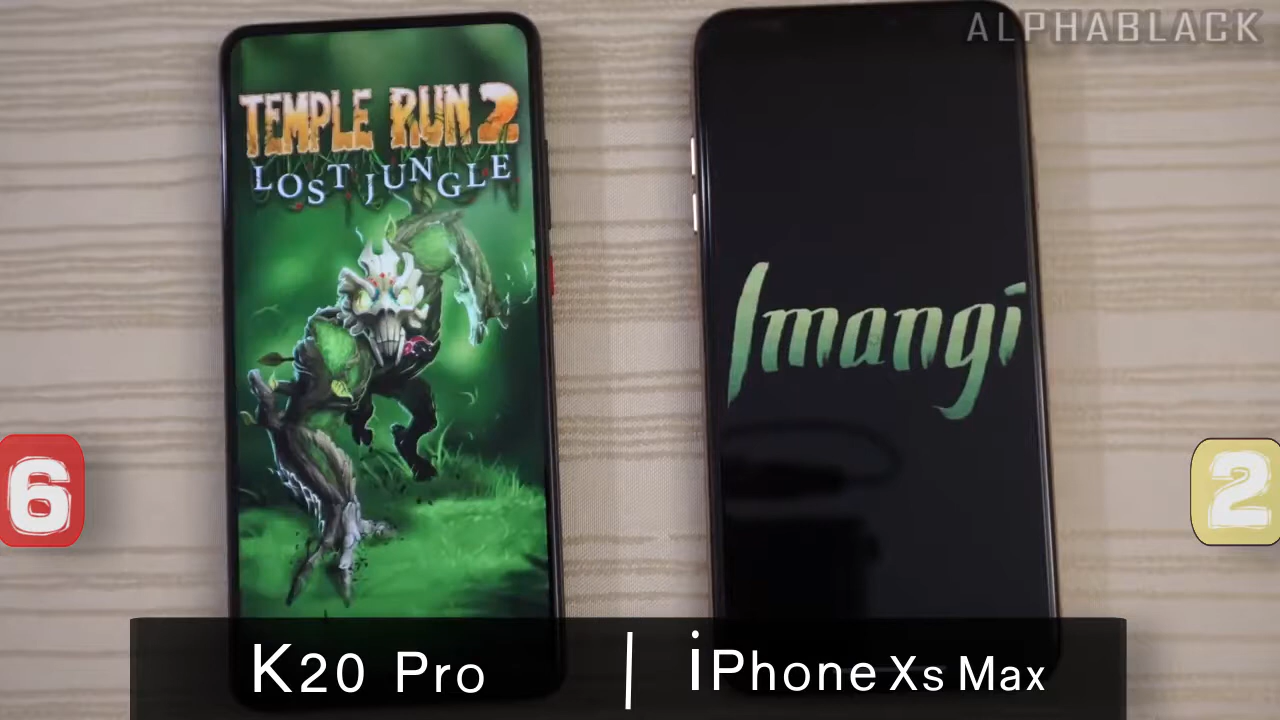 ALPHABLACK
TEMPLE RUN 2
LOST JUNGLE
Imangi
6
2
K20 Pro | iPhone Xs Max